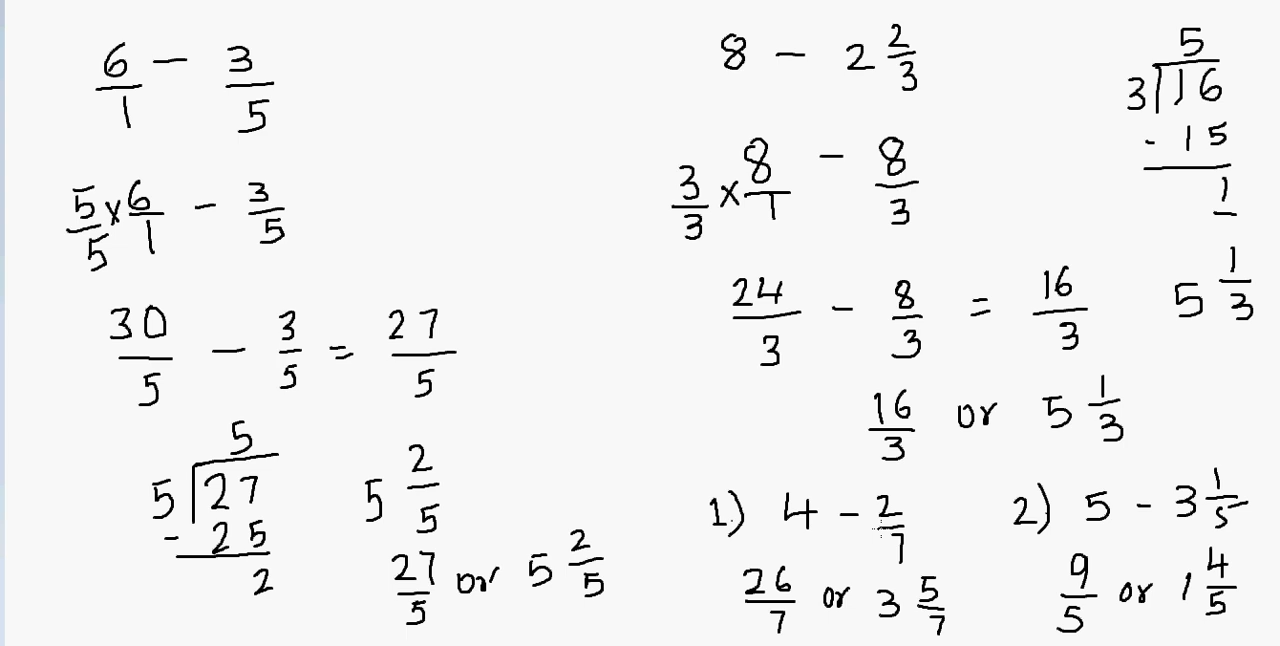 6/1 - 3/5
5/5 x 6/1 - 3/5
30/5 - 3/5 = 27/5
5
5)27
- 25
2
5 2/5
27/5 or 5 2/5
8 - 2 2/3
3/3 x 8/1 - 8/3
24/3 - 8/3 = 16/3
5
3)16
- 15
1
5 1/3
16/3 or 5 1/3
1) 4 - 2/7
26/7 or 3 5/7
2) 5 - 3 1/5
9/5 or 1 4/5